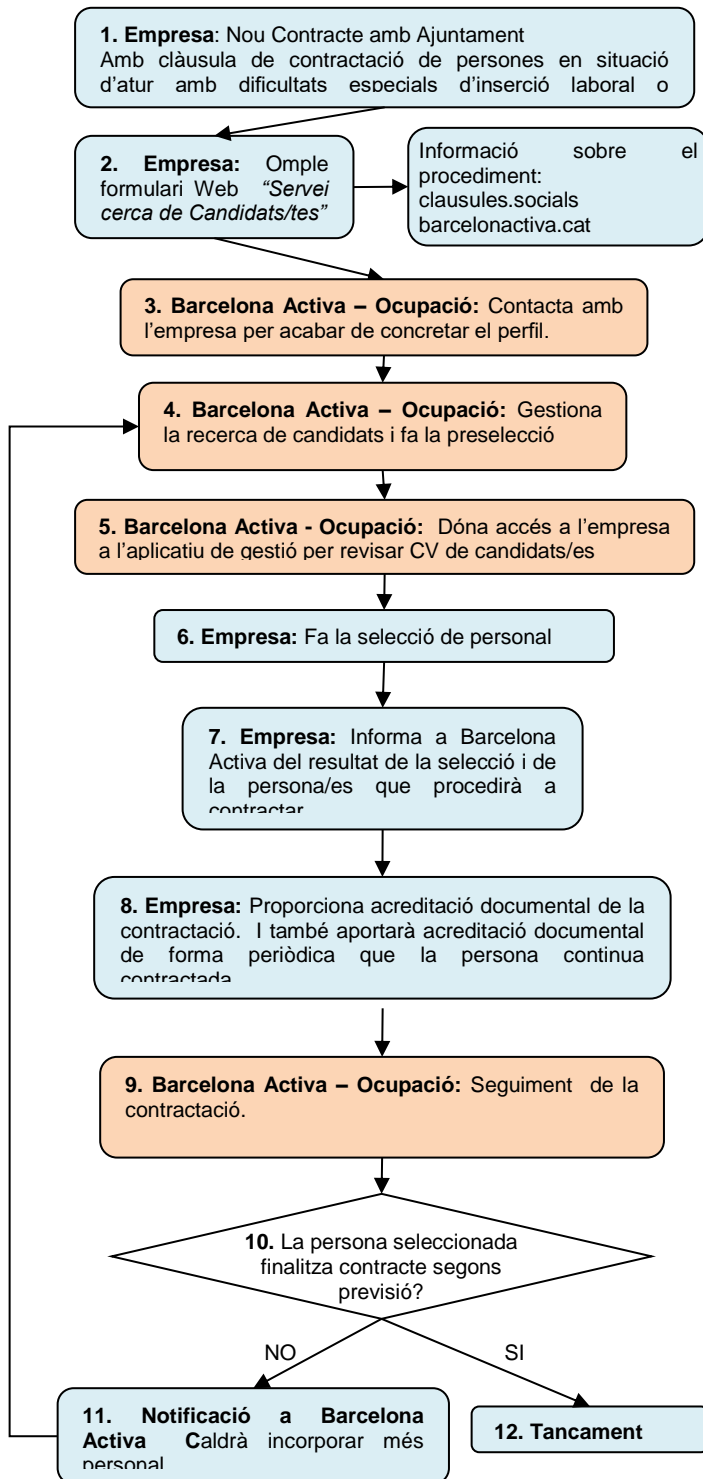 1. Empresa: Nou Contracte amb Ajuntament
Amb clàusula de contractació de persones en situació
d'atur amb dificultats especials d'inserció laboral o
2. Empresa: Omple
formulari Web "Servei
cerca de Candidats/tes"
Informació sobre el
procediment:
clausules.socials
barcelonactiva.cat
3. Barcelona Activa – Ocupació: Contacta amb
l'empresa per acabar de concretar el perfil.
4. Barcelona Activa – Ocupació: Gestiona
la recerca de candidats i fa la preselecció
5. Barcelona Activa - Ocupació: Dóna accés a l'empresa
a l'aplicatiu de gestió per revisar CV de candidats/es
6. Empresa: Fa la selecció de personal
7. Empresa: Informa a Barcelona
Activa del resultat de la selecció i de
la persona/es que procedirà a
contractar
8. Empresa: Proporciona acreditació documental de la
contractació. I també aportarà acreditació documental
de forma periòdica que la persona continua
contractada
9. Barcelona Activa – Ocupació: Seguiment de la
contractació.
10. La persona seleccionada
finalitza contracte segons
previsió?
NO
SI
11. Notificació a Barcelona
Activa Caldrà incorporar més
personal
12. Tancament